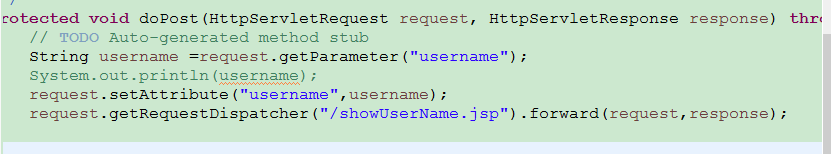 rotected void doPost(HttpServletRequest request, HttpServletResponse response) thr
// TODO Auto-generated method stub
String username =request.getParameter("username");
System.out.println(username);
request.setAttribute("username",username);
request.getRequestDispatcher("/showUserName.jsp").forward(request,response);